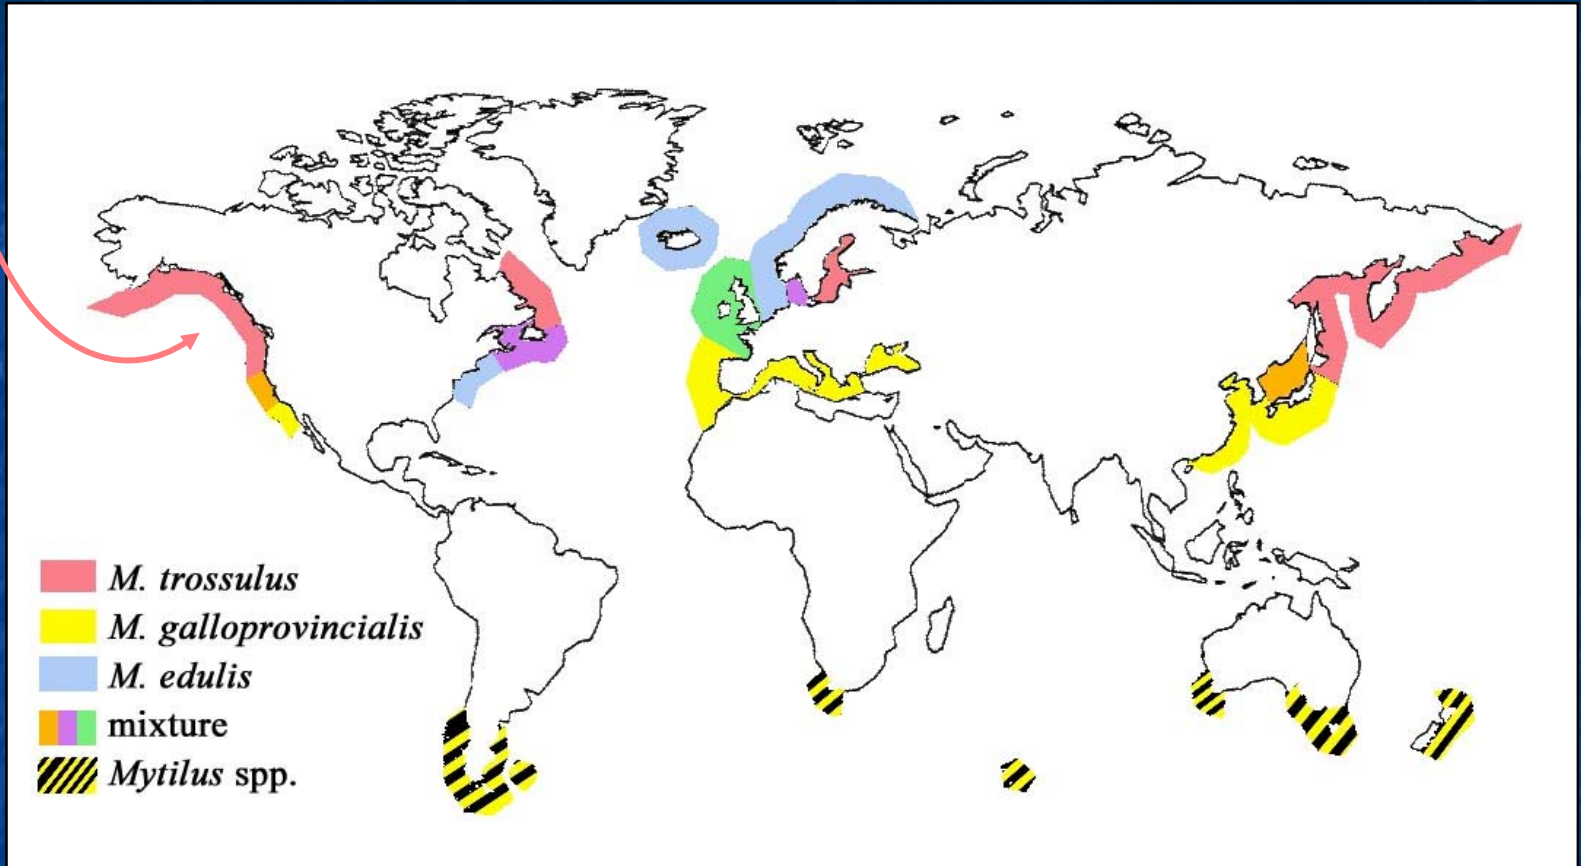 M. trossulus
M. galloprovincialis
M. edulis
mixture
Mytilus spp.